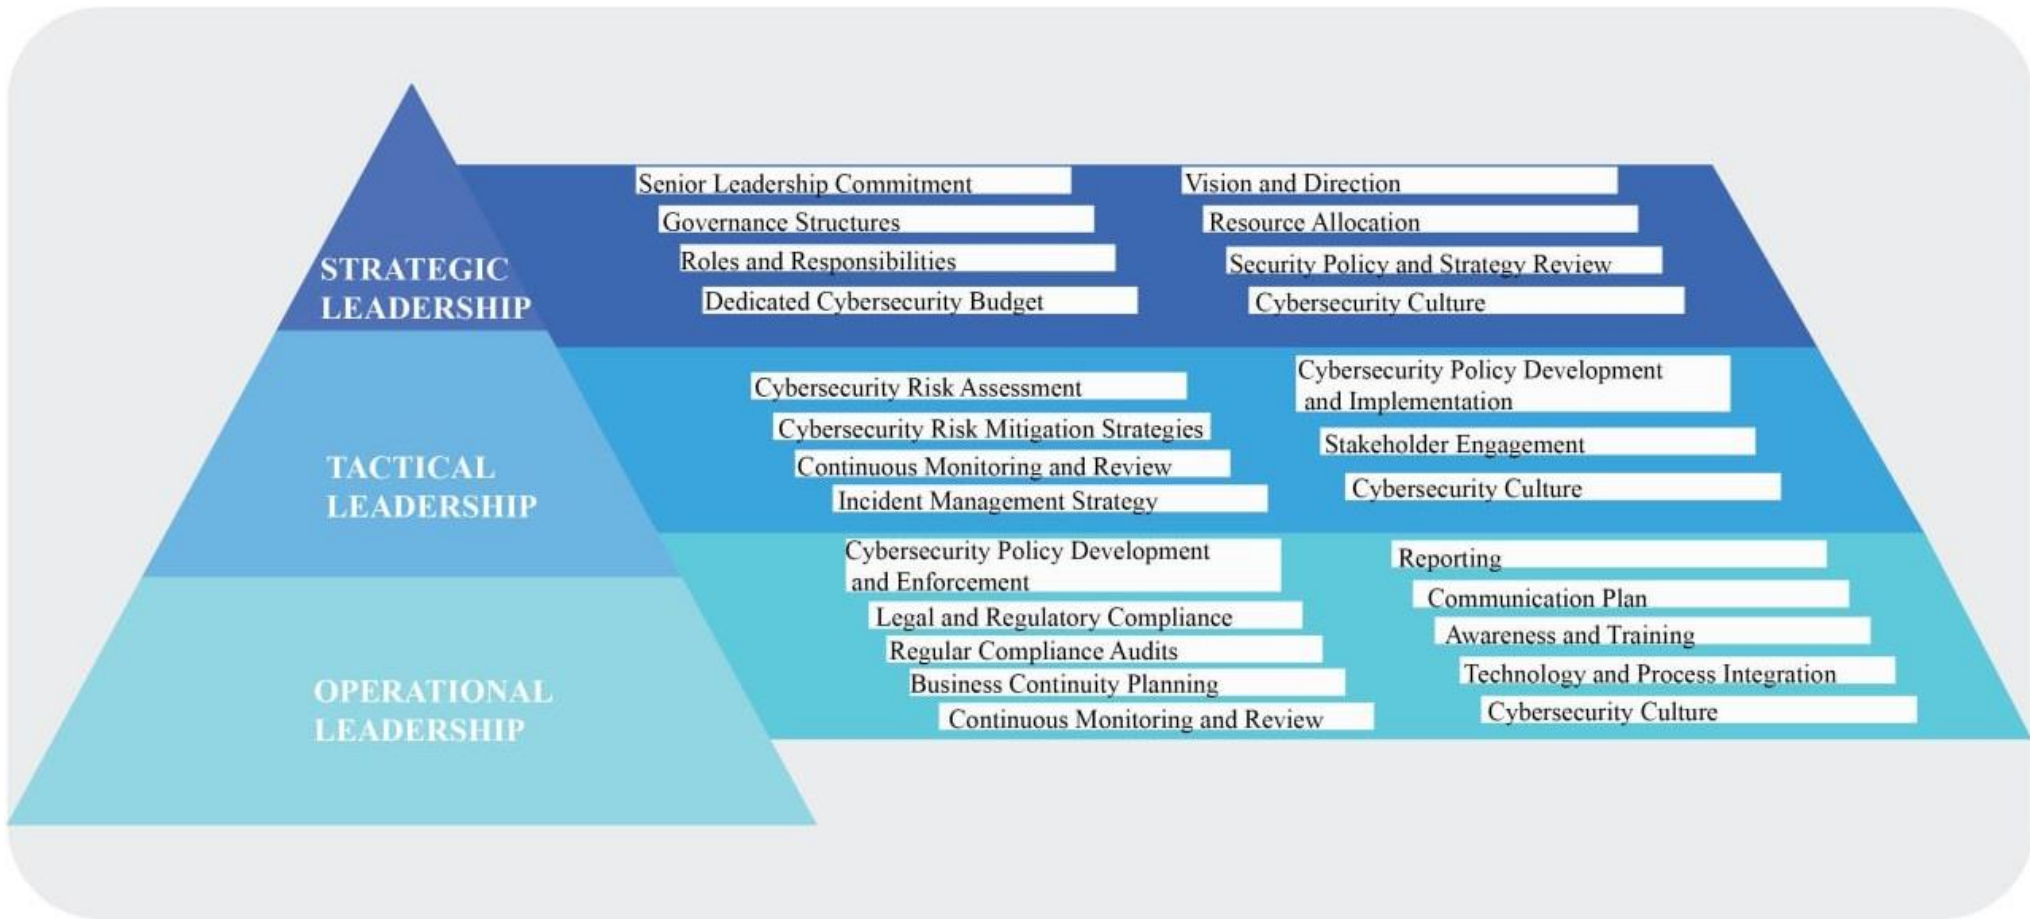 STRATEGIC
LEADERSHIP
Senior Leadership Commitment
Governance Structures
Roles and Responsibilities
Dedicated Cybersecurity Budget
Vision and Direction
Resource Allocation
Security Policy and Strategy Review
Cybersecurity Culture
TACTICAL
LEADERSHIP
Cybersecurity Risk Assessment
Cybersecurity Risk Mitigation Strategies
Continuous Monitoring and Review
Incident Management Strategy
Cybersecurity Policy Development
and Implementation
Stakeholder Engagement
Cybersecurity Culture
OPERATIONAL
LEADERSHIP
Cybersecurity Policy Development
and Enforcement
Legal and Regulatory Compliance
Regular Compliance Audits
Business Continuity Planning
Continuous Monitoring and Review
Reporting
Communication Plan
Awareness and Training
Technology and Process Integration
Cybersecurity Culture